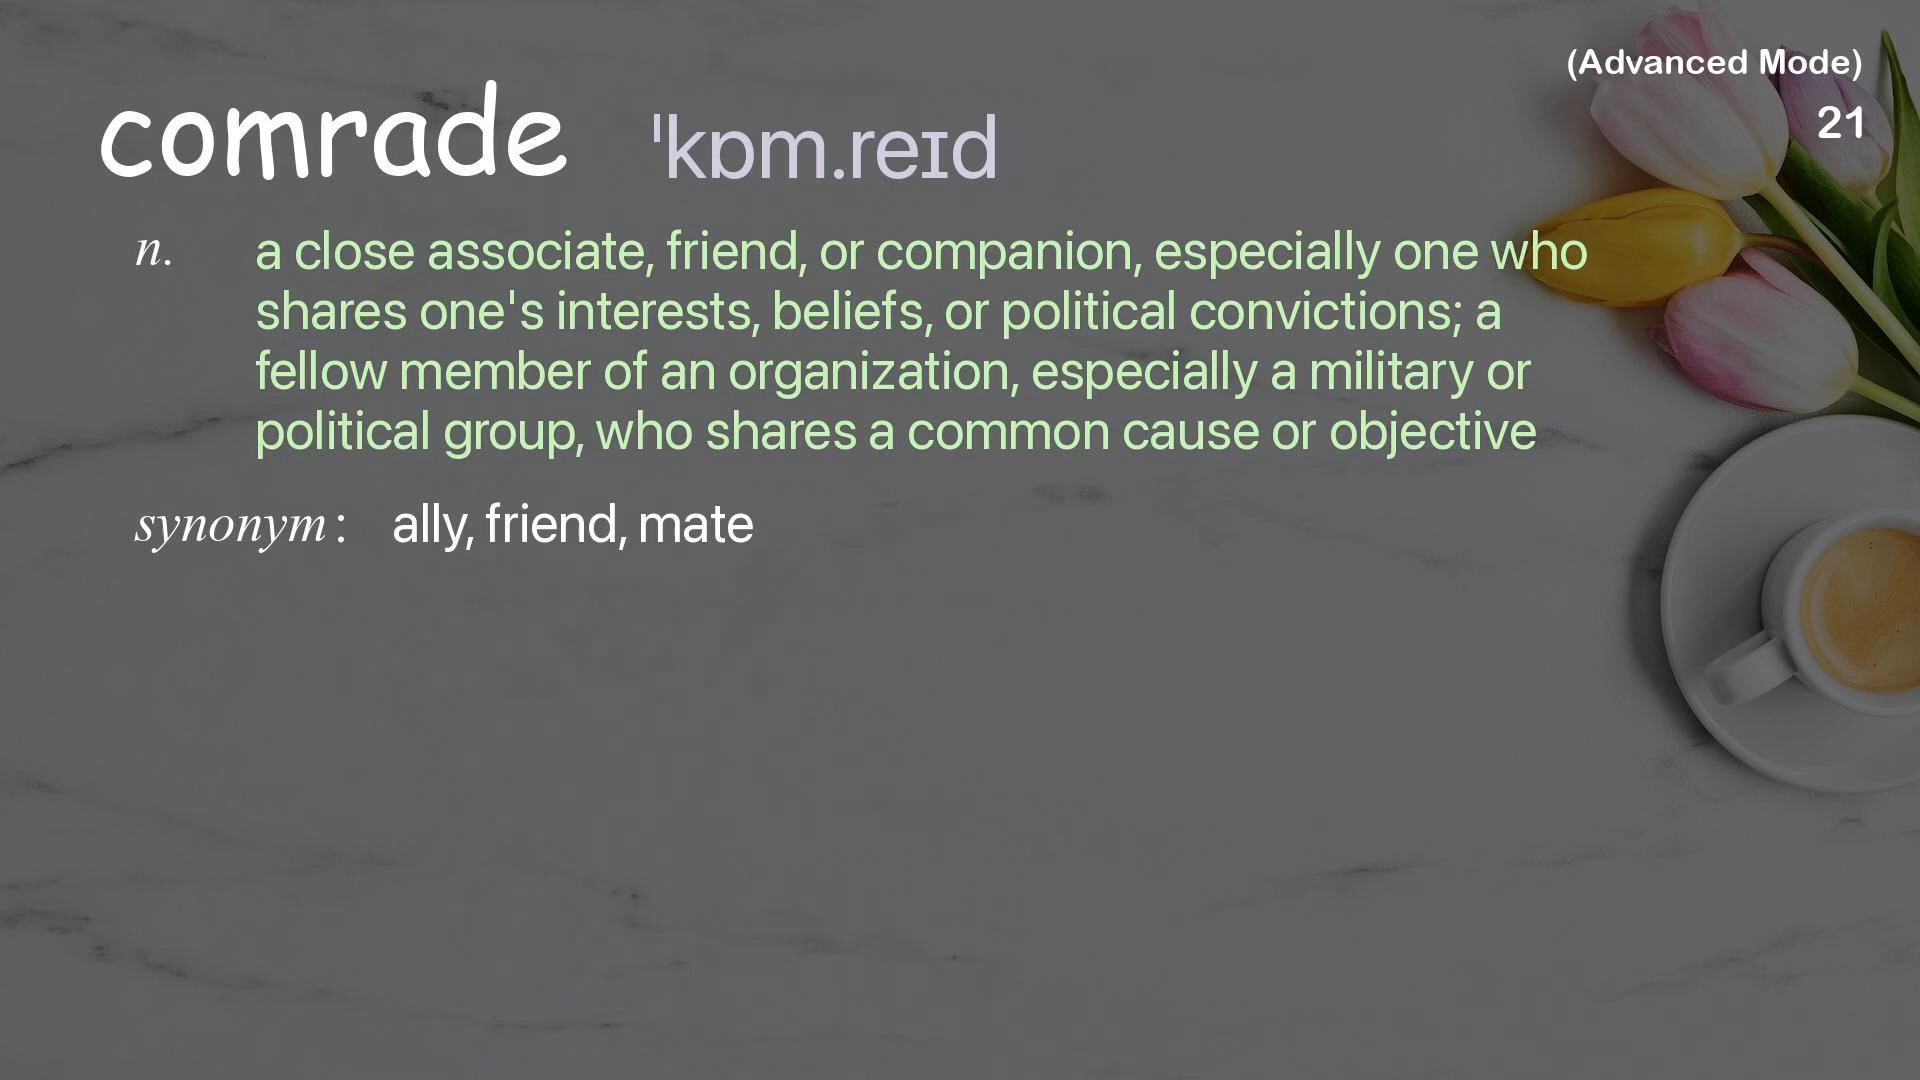 (Advanced Mode)
21
comrade ˈkɒm.reɪd
n. a close associate, friend, or companion, especially one who
shares one's interests, beliefs, or political convictions; a
fellow member of an organization, especially a military or
political group, who shares a common cause or objective
synonym: ally, friend, mate